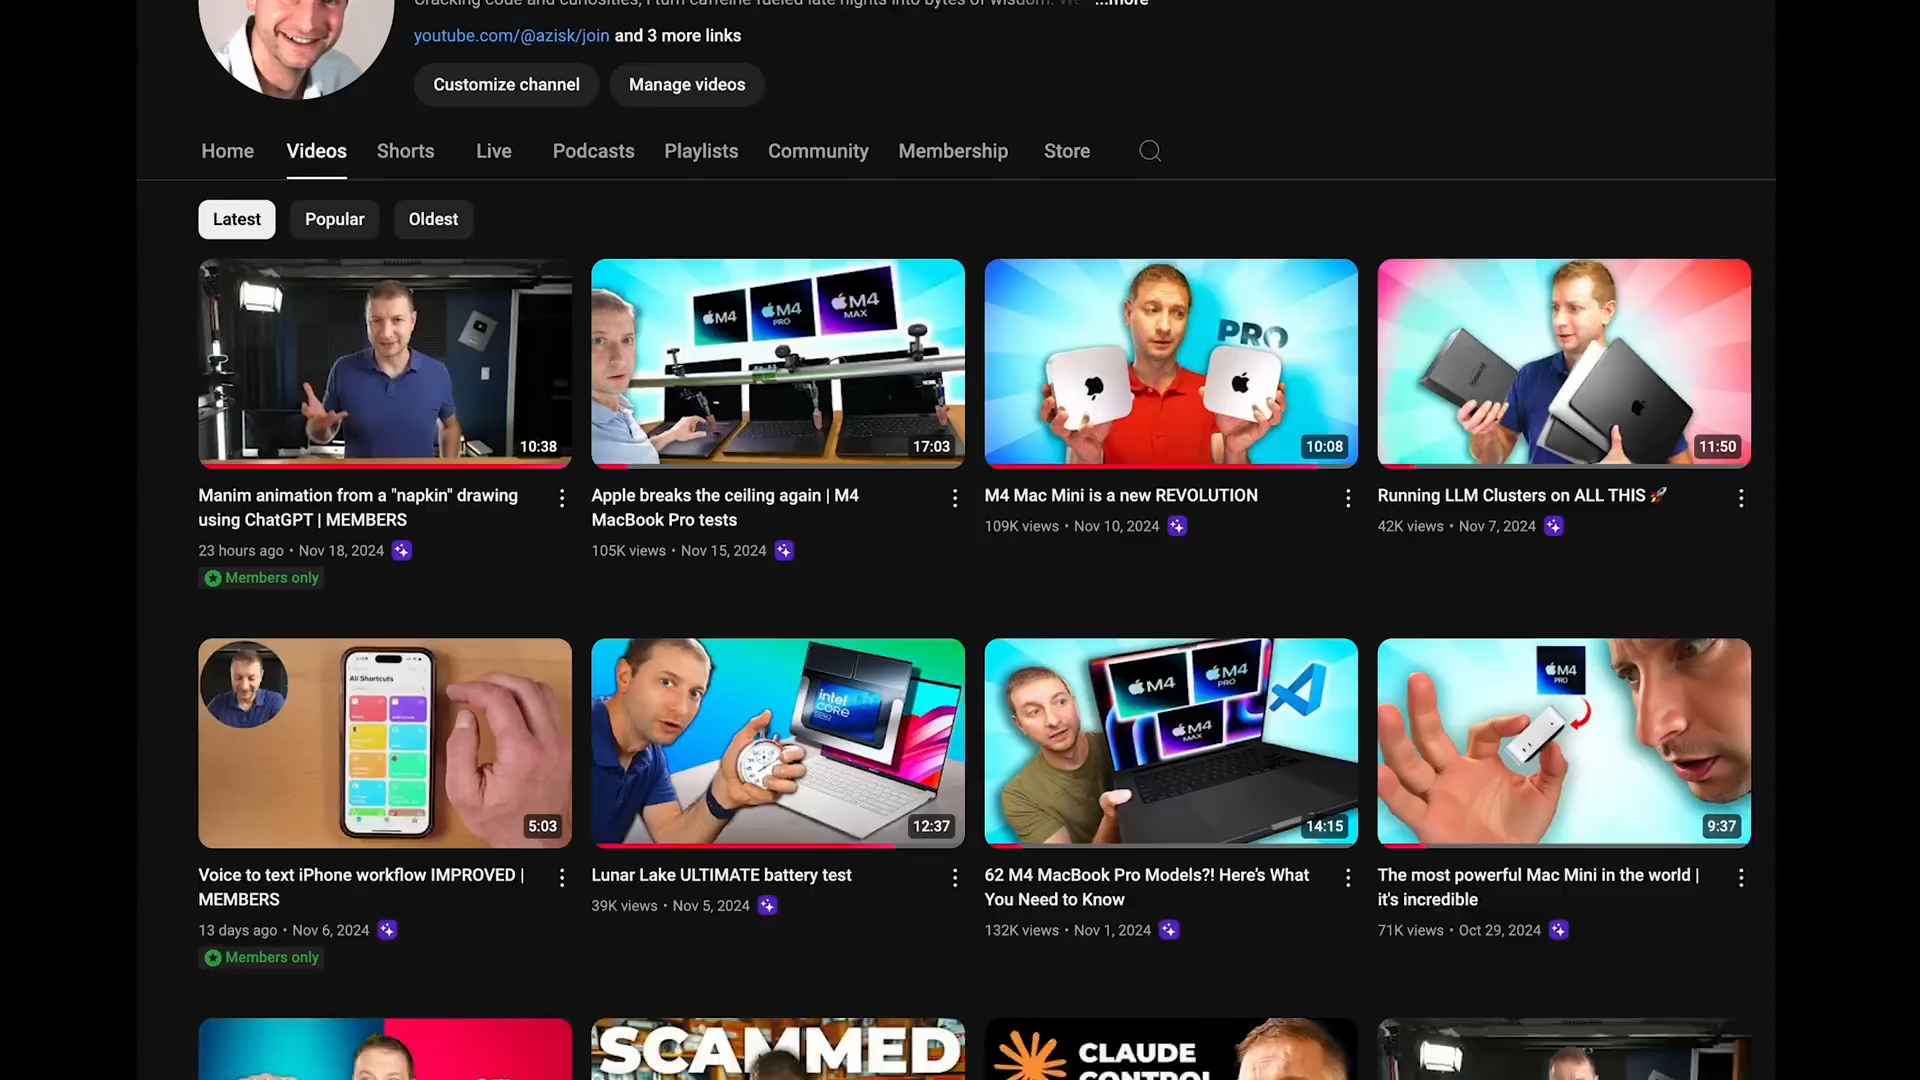 youtube.com/@azisk/join and 3 more links
Customize channel
Manage videos
Home
Videos
Shorts
Live
Podcasts
Playlists
Community
Membership
Store
Latest
Popular
Oldest
10:38
M4
M4
PRO
M4
MAX
17:03
PRO
10:08
11:50
Manim animation from a "napkin" drawing
using ChatGPT | MEMBERS
23 hours ago • Nov 18, 2024
Members only
Apple breaks the ceiling again | M4
MacBook Pro tests
105K views • Nov 15, 2024
M4 Mac Mini is a new REVOLUTION
109K views • Nov 10, 2024
Running LLM Clusters on ALL THIS 🚀
42K views • Nov 7, 2024
All Shortcuts
5:03
intel
CORE
12:37
M4
M4
PRO
M4
MAX
14:15
M4
PRO
9:37
Voice to text iPhone workflow IMPROVED |
MEMBERS
13 days ago • Nov 6, 2024
Members only
Lunar Lake ULTIMATE battery test
39K views • Nov 5, 2024
62 M4 MacBook Pro Models?! Here's What
You Need to Know
132K views • Nov 1, 2024
The most powerful Mac Mini in the world |
it's incredible
71K views • Oct 29, 2024
SCAMMED
CLAUDE
CONTROL